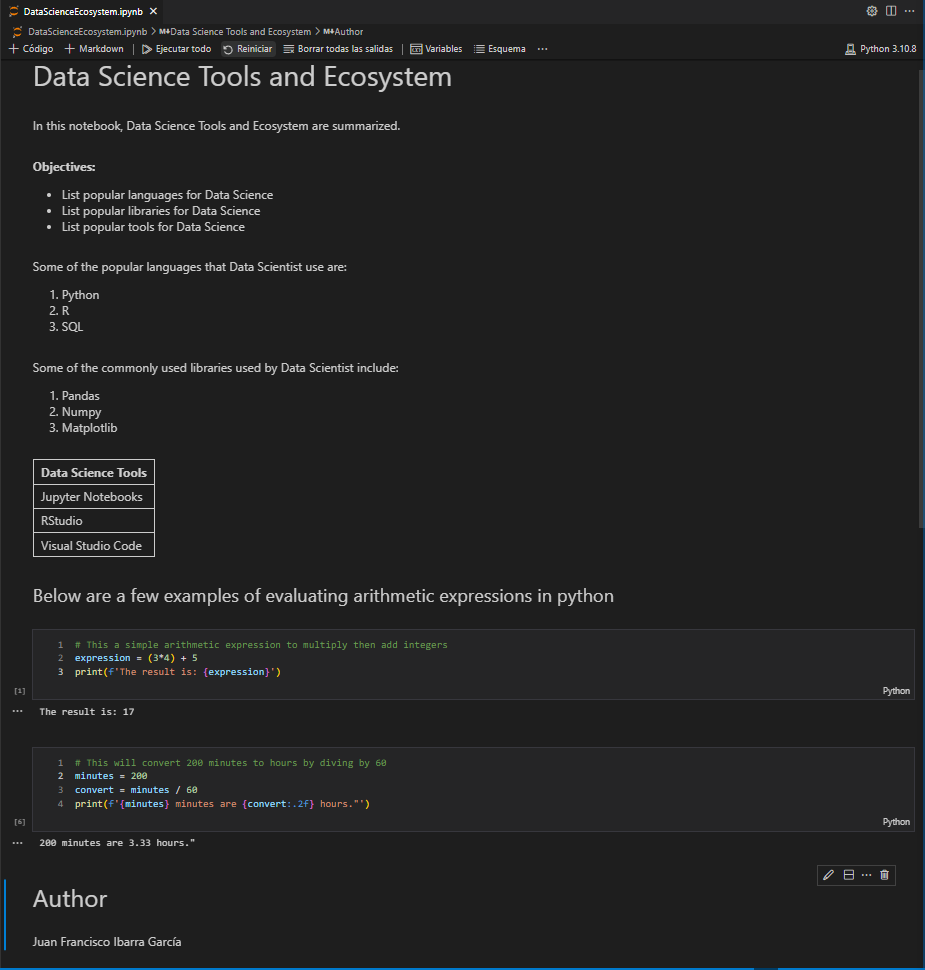 DataScienceEcosystem.ipynb
DataScienceEcosystem.ipynb > M↓Data Science Tools and Ecosystem > M↓Author
+ Código + Markdown | Ejecutar todo Reiniciar Borrar todas las salidas | Variables Esquema ... Python 3.10.8
Data Science Tools and Ecosystem
In this notebook, Data Science Tools and Ecosystem are summarized.
Objectives:
• List popular languages for Data Science
• List popular libraries for Data Science
• List popular tools for Data Science
Some of the popular languages that Data Scientist use are:
1. Python
2. R
3. SQL
Some of the commonly used libraries used by Data Scientist include:
1. Pandas
2. Numpy
3. Matplotlib
Data Science Tools
Jupyter Notebooks
RStudio
Visual Studio Code
Below are a few examples of evaluating arithmetic expressions in python
1 # This a simple arithmetic expression to multiply then add integers
2 expression = (3*4) + 5
3 print(f'The result is: {expression}')
[1] Python
... The result is: 17
1 # This will convert 200 minutes to hours by diving by 60
2 minutes = 200
3 convert = minutes / 60
4 print(f'{minutes} minutes are {convert:.2f} hours."')
[6] Python
... 200 minutes are 3.33 hours."
Author
Juan Francisco Ibarra García